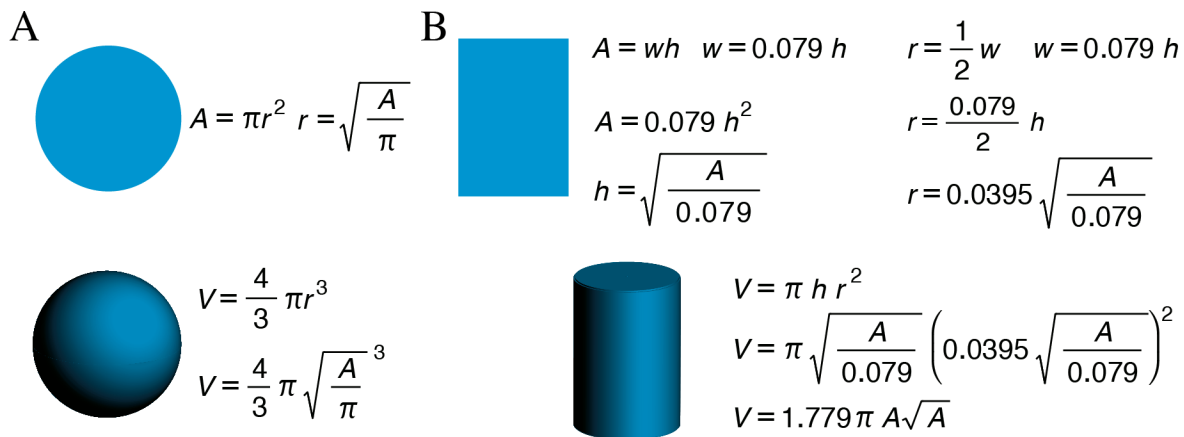 A
A = πr² r = √(A/π)
V = 4/3 πr³
V = 4/3 π √(A/π)³
B
A = wh w = 0.079 h
A = 0.079 h²
h = √(A/0.079)
r = 1/2 w w = 0.079 h
r = 0.079/2 h
r = 0.0395 √(A/0.079)
V = π h r²
V = π √(A/0.079) (0.0395 √(A/0.079))²
V = 1.779 π A√A